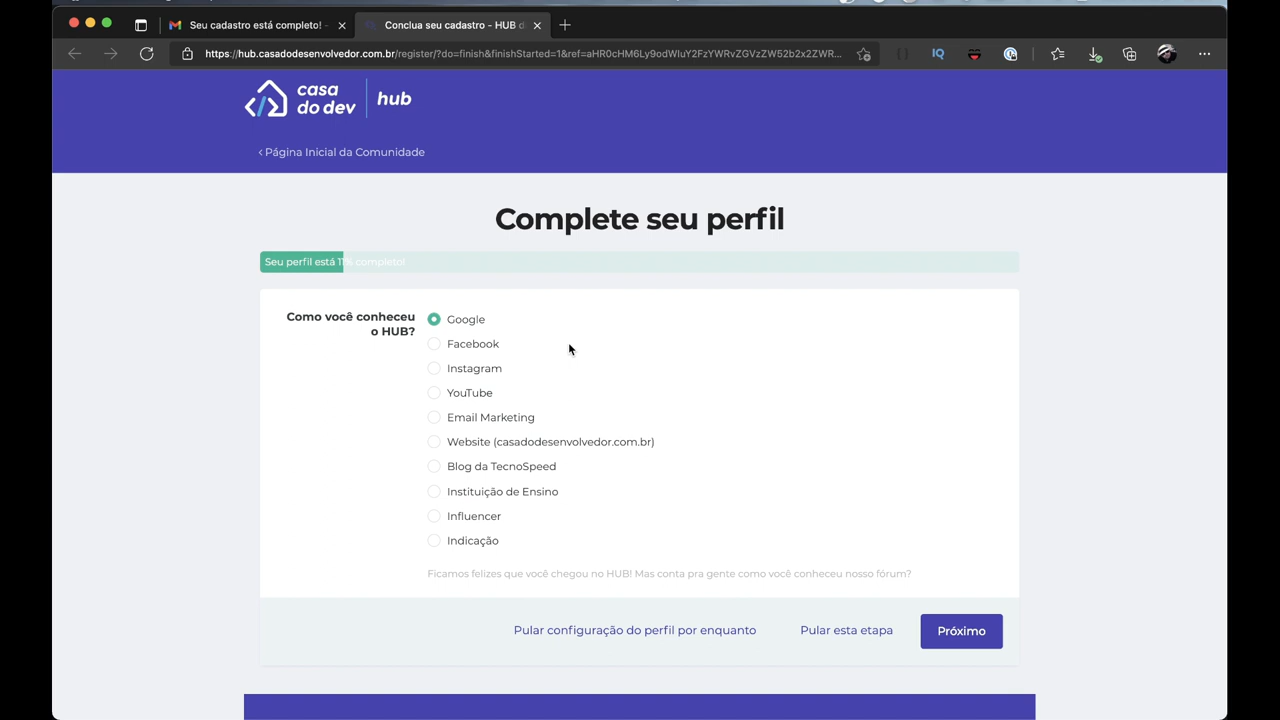 Seu cadastro está completo! -
Conclua seu cadastro - HUB d
https://hub.casadodesenvolvedor.com.br/register/?do=finish&finishStarted=1&ref=aHR0cHM6Ly9odWIuY2FzYWRvZGVzZW52b2x2ZWR...
IQ
casa do dev | hub
‹ Página Inicial da Comunidade
Complete seu perfil
Seu perfil está 11% completo!
Como você conheceu
o HUB?
Google
Facebook
Instagram
YouTube
Email Marketing
Website (casadodesenvolvedor.com.br)
Blog da TecnoSpeed
Instituição de Ensino
Influencer
Indicação
Ficamos felizes que você chegou no HUB! Mas conta pra gente como você conheceu nosso fórum?
Pular configuração do perfil por enquanto
Pular esta etapa
Próximo